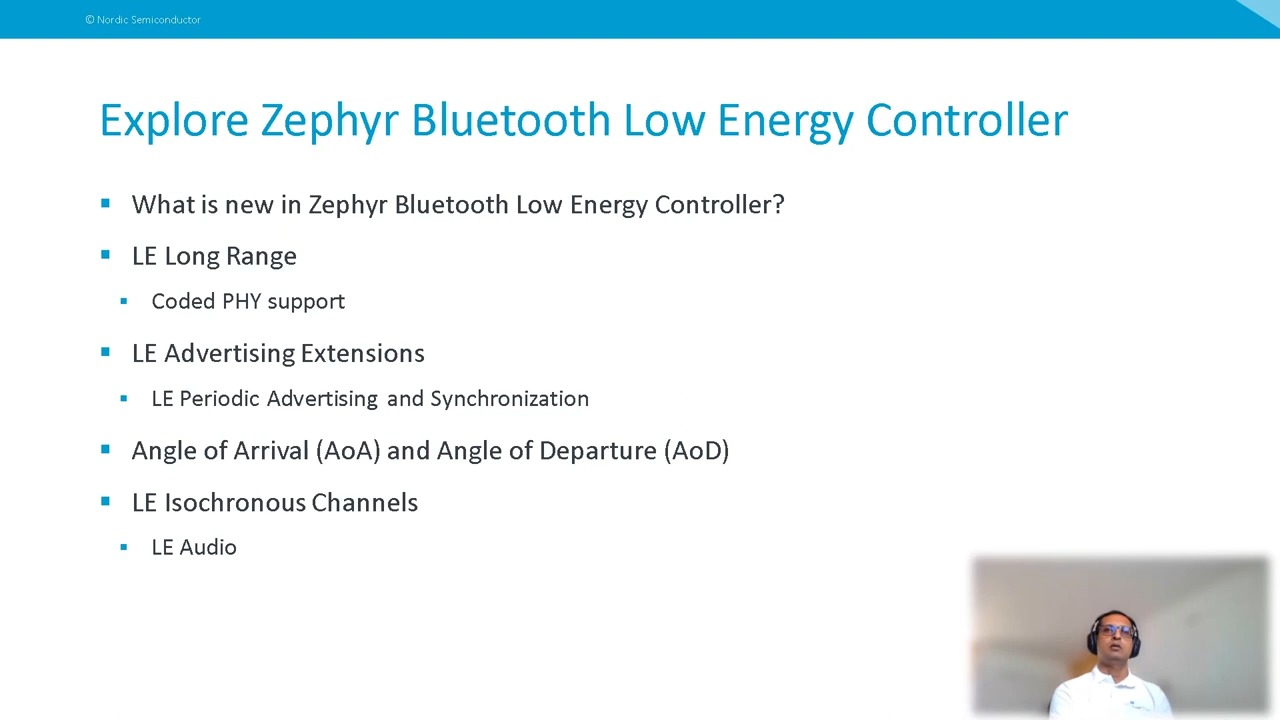 © Nordic Semiconductor
Explore Zephyr Bluetooth Low Energy Controller
What is new in Zephyr Bluetooth Low Energy Controller?
LE Long Range
Coded PHY support
LE Advertising Extensions
LE Periodic Advertising and Synchronization
Angle of Arrival (AoA) and Angle of Departure (AoD)
LE Isochronous Channels
LE Audio